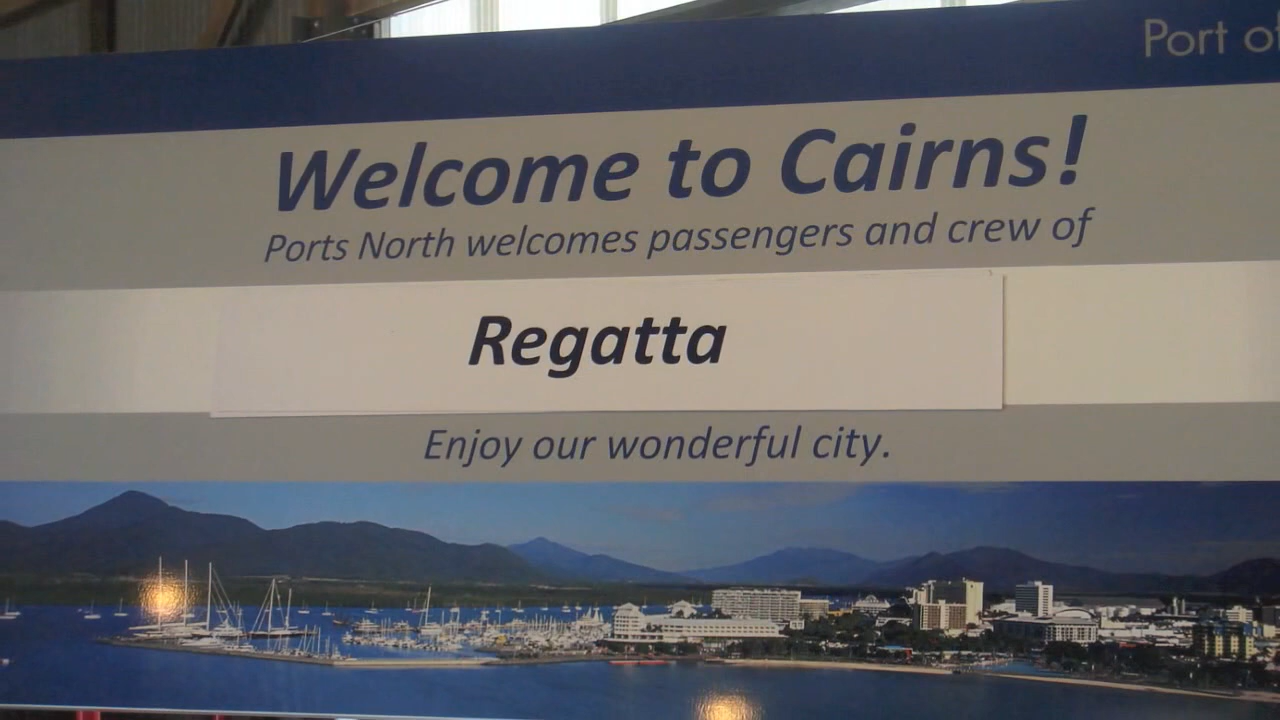 Port of
Welcome to Cairns!
Ports North welcomes passengers and crew of
Regatta
Enjoy our wonderful city.